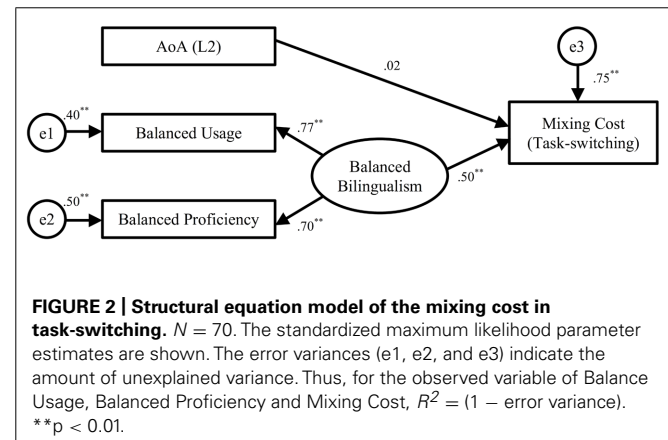 AoA (L2)
e3
.02
.75**
.40**
e1
Balanced Usage
.77**
Mixing Cost
(Task-switching)
Balanced
Bilingualism
.50**
.50**
e2
Balanced Proficiency
.70**
FIGURE 2 | Structural equation model of the mixing cost in
task-switching. N = 70. The standardized maximum likelihood parameter
estimates are shown. The error variances (e1, e2, and e3) indicate the
amount of unexplained variance. Thus, for the observed variable of Balance
Usage, Balanced Proficiency and Mixing Cost, R² = (1 − error variance).
**p < 0.01.